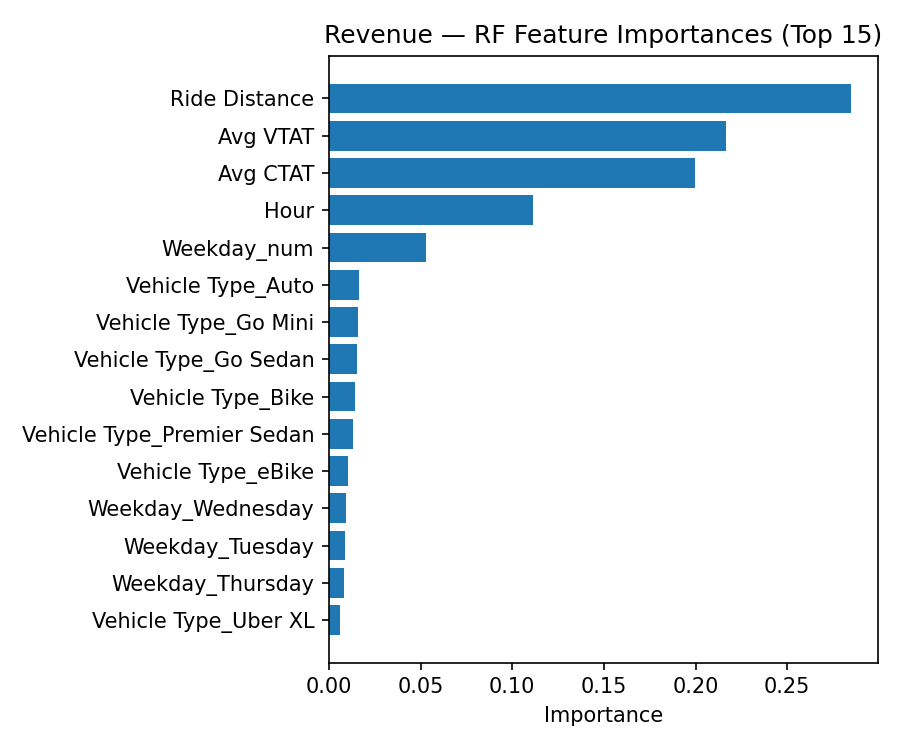 Revenue — RF Feature Importances (Top 15)
Ride Distance
Avg VTAT
Avg CTAT
Hour
Weekday_num
Vehicle Type_Auto
Vehicle Type_Go Mini
Vehicle Type_Go Sedan
Vehicle Type_Bike
Vehicle Type_Premier Sedan
Vehicle Type_eBike
Weekday_Wednesday
Weekday_Tuesday
Weekday_Thursday
Vehicle Type_Uber XL
0.00 0.05 0.10 0.15 0.20 0.25
Importance